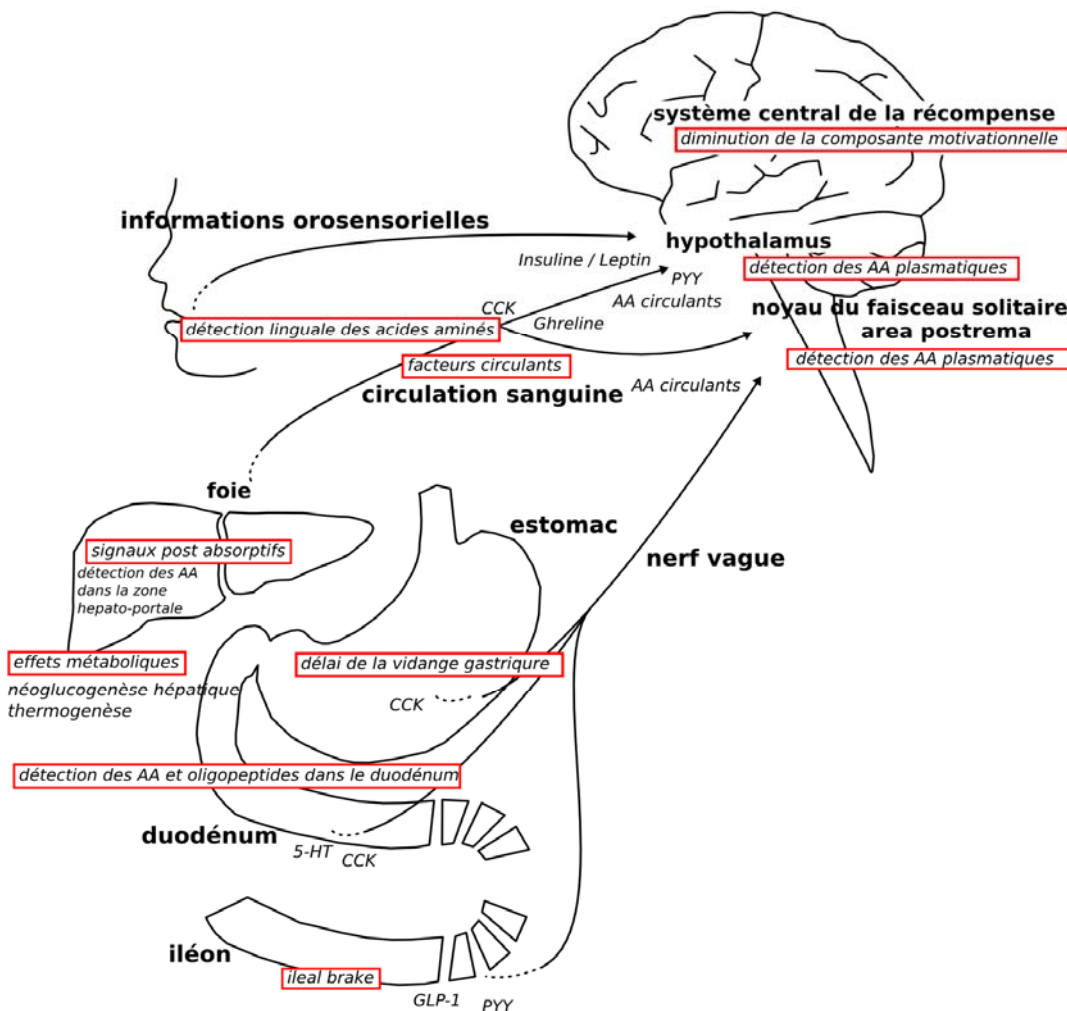 système central de la récompense
diminution de la composante motivationnelle
informations orosensorielles
hypothalamus
Insuline / Leptin
détection des AA plasmatiques
PYY
AA circulants
CCK
noyau du faisceau solitaire
area postrema
Ghreline
détection linguale des acides aminés
détection des AA plasmatiques
facteurs circulants
circulation sanguine
AA circulants
foie
estomac
signaux post absorptifs
détection des AA
dans la zone
hepato-portale
nerf vague
effets métaboliques
délai de la vidange gastriqure
néoglucogenèse hépatique
thermogenèse
CCK
détection des AA et oligopeptides dans le duodénum
duodénum
5-HT
CCK
iléon
ileal brake
GLP-1
PYY